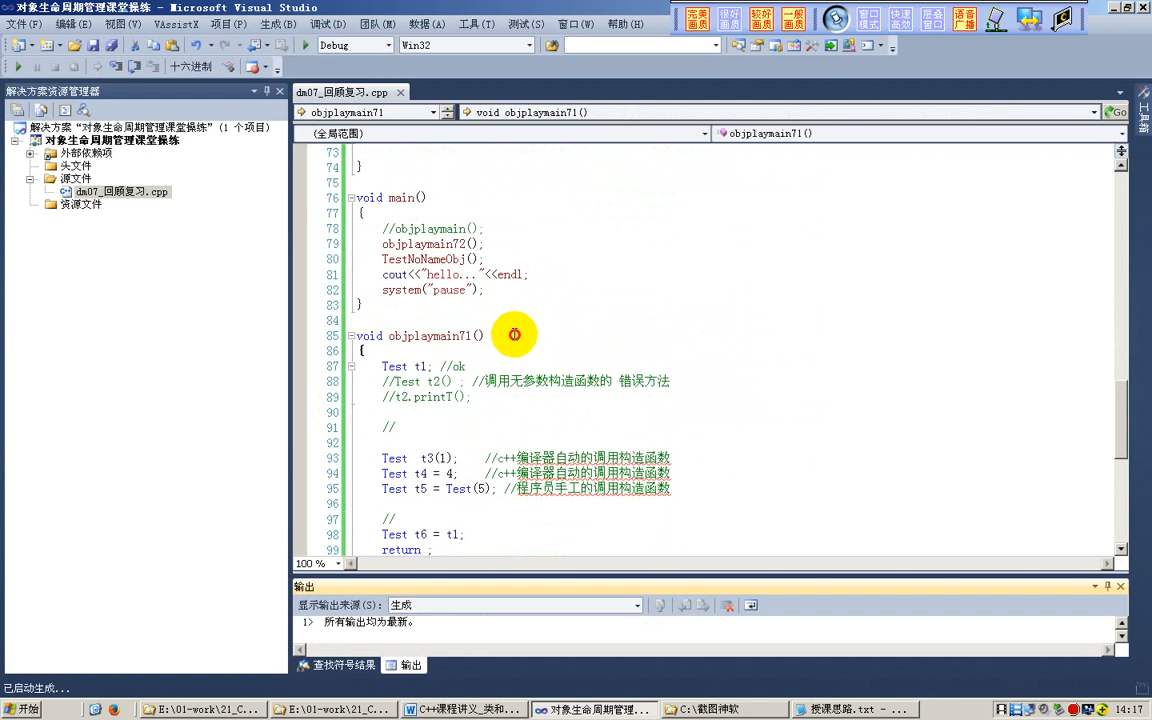 对象生命周期管理课堂操练 - Microsoft Visual Studio
文件(F) 编辑(E) 视图(V) VAssistX 项目(P) 生成(B) 调试(D) 团队(M) 数据(A) 工具(T) 测试(S) 窗口(W) 帮助(H)
完美画质 很好画质 较好画质 一般画质 窗口模式 快速高效 层叠窗口 语音广播
Debug Win32
十六进制
解决方案资源管理器
dm07_回顾复习.cpp
objplaymain71 void objplaymain71() Go
(全局范围) objplaymain71()
工具箱
解决方案“对象生命周期管理课堂操练”(1 个项目)
对象生命周期管理课堂操练
外部依赖项
头文件
源文件
dm07_回顾复习.cpp
资源文件
73
74 }
75
76 void main()
77 {
78 //objplaymain();
79 objplaymain72();
80 TestNoNameObj();
81 cout<<"hello..."<<endl;
82 system("pause");
83 }
84
85 void objplaymain71()
86 {
87 Test t1; //ok
88 //Test t2() ; //调用无参数构造函数的 错误方法
89 //t2.printT();
90
91 //
92
93 Test t3(1); //c++编译器自动的调用构造函数
94 Test t4 = 4; //c++编译器自动的调用构造函数
95 Test t5 = Test(5); //程序员手工的调用构造函数
96
97 //
98 Test t6 = t1;
99 return ;
100 %
输出
显示输出来源(S): 生成
1> 所有输出均为最新。
查找符号结果 输出
已启动生成...
开始 E:\01-work\21_C... E:\01-work\21_C... C++课程讲义_类和... 对象生命周期管理... C:\截图神软 授课思路.txt - ... 14:17